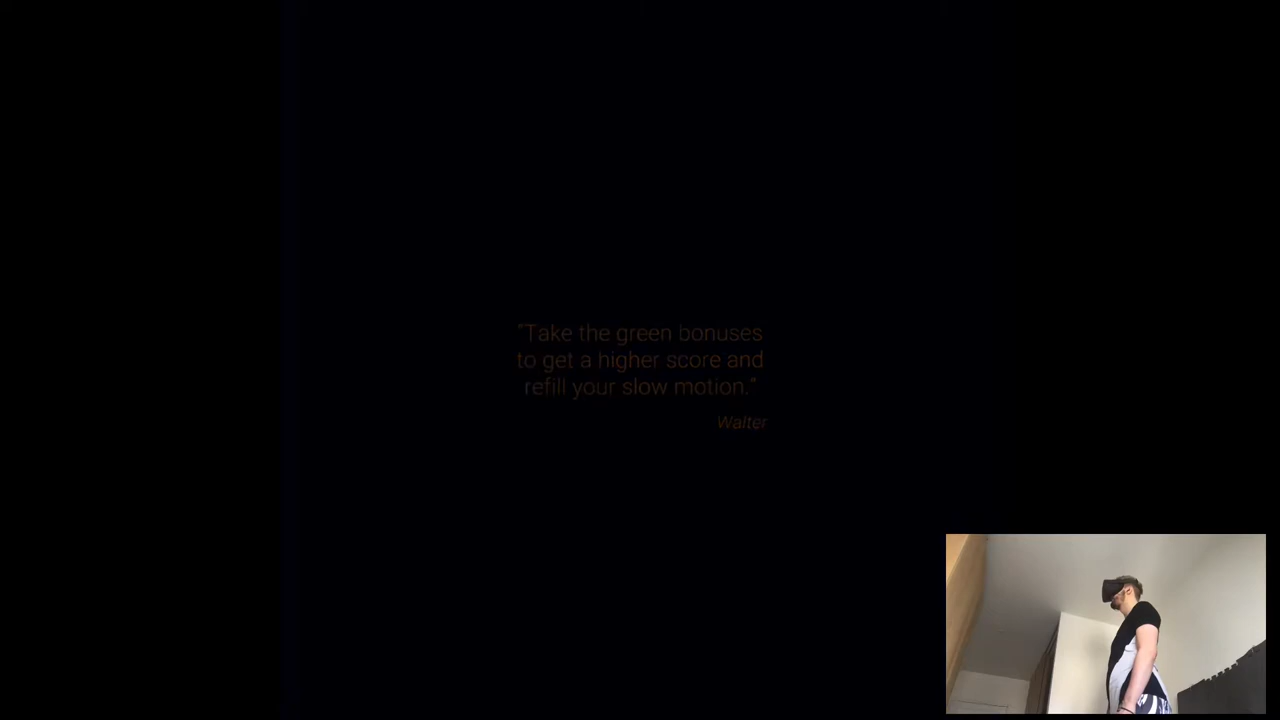 "Take the green bonuses
to get a higher score and
refill your slow motion."
Walter